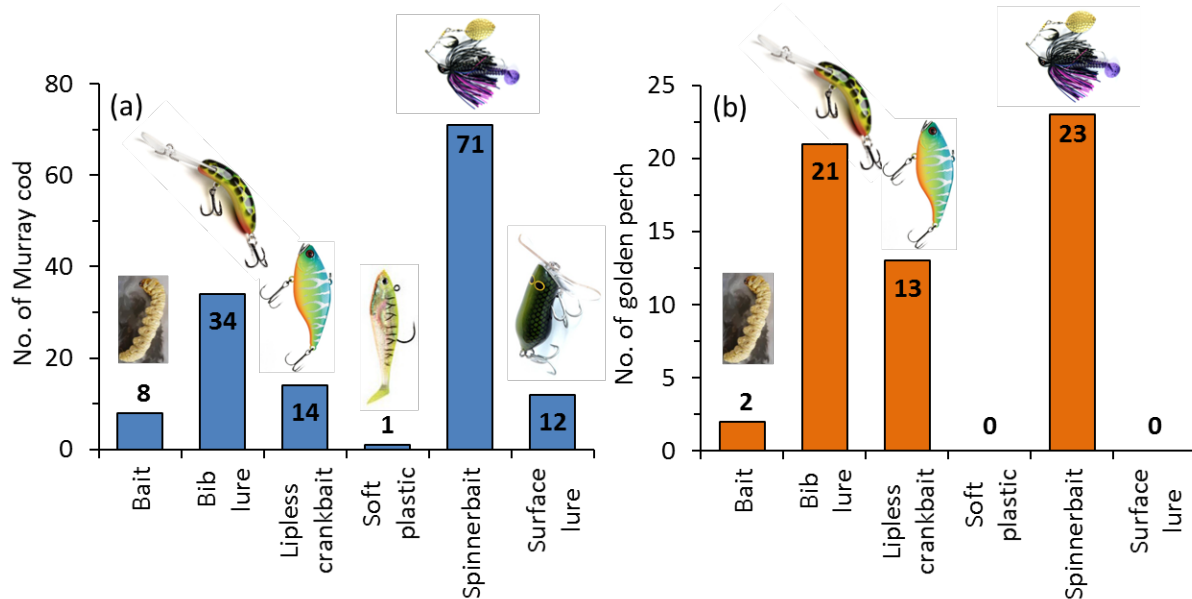 (a)
No. of Murray cod
80
60
40
20
0
8
34
14
1
71
12
Bait
Bib
lure
Lipless
crankbait
Soft
plastic
Spinnerbait
Surface
lure
(b)
No. of golden perch
25
20
15
10
5
0
2
21
13
0
23
0
Bait
Bib
lure
Lipless
crankbait
Soft
plastic
Spinnerbait
Surface
lure